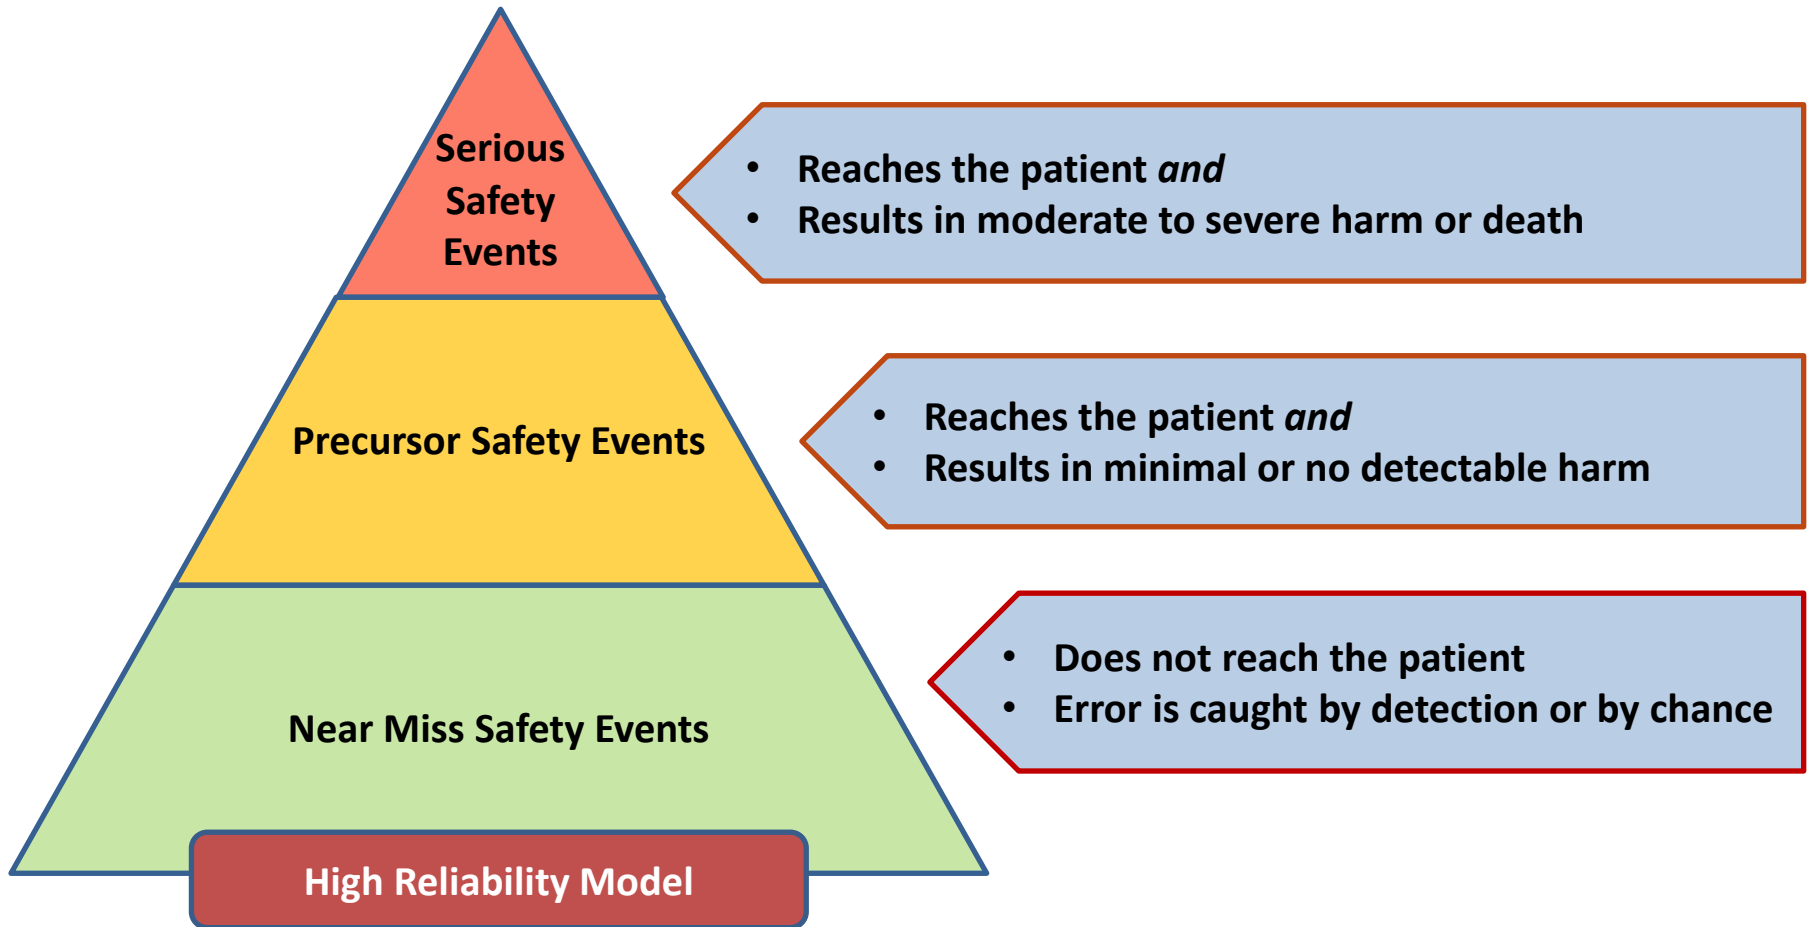 Serious
Safety
Events
• Reaches the patient and
• Results in moderate to severe harm or death
Precursor Safety Events
• Reaches the patient and
• Results in minimal or no detectable harm
Near Miss Safety Events
• Does not reach the patient
• Error is caught by detection or by chance
High Reliability Model